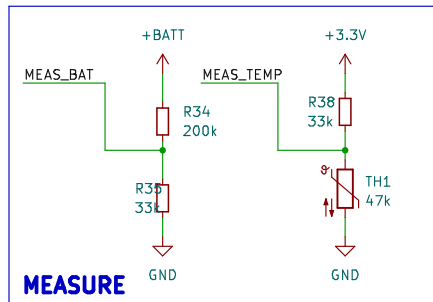 +BATT
+3.3V
MEAS_BAT
MEAS_TEMP
R34
200k
R38
33k
R35
33k
ϑ
TH1
47k
GND
GND
MEASURE